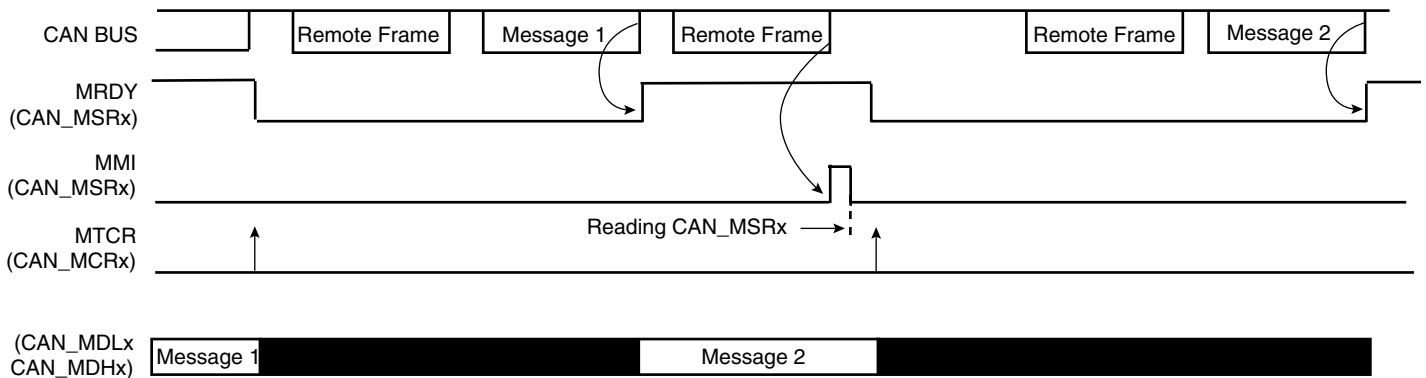 CAN BUS
Remote Frame
Message 1
Remote Frame
Remote Frame
Message 2
MRDY
(CAN_MSRx)
MMI
(CAN_MSRx)
Reading CAN_MSRx
MTCR
(CAN_MCRx)
(CAN_MDLx
CAN_MDHx)
Message 1
Message 2